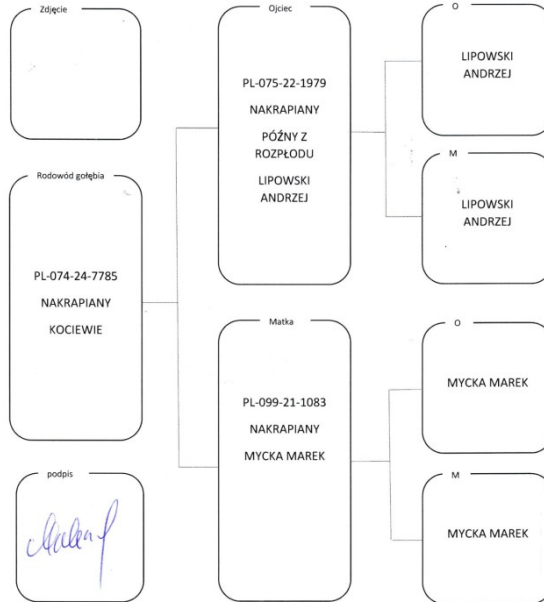 Zdjęcie
Rodowód gołębia
PL-074-24-7785
NAKRAPIANY
KOCIEWIE
podpis
Ojciec
PL-075-22-1979
NAKRAPIANY
PÓŹNY Z
ROZPŁODU
LIPOWSKI
ANDRZEJ
Matka
PL-099-21-1083
NAKRAPIANY
MYCKA MAREK
O
LIPOWSKI
ANDRZEJ
M
LIPOWSKI
ANDRZEJ
O
MYCKA MAREK
M
MYCKA MAREK